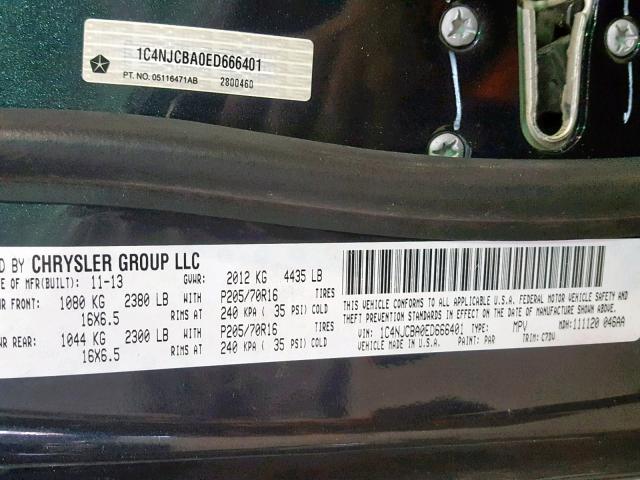 1C4NJCBA0ED666401
PT. NO. 05116471AB 2800460
D BY CHRYSLER GROUP LLC
E OF MFR(BUILT): 11-13 GVWR: 2012 KG 4435 LB
R FRONT: 1080 KG 2380 LB WITH P205/70R16 TIRES
16X6.5 RIMS AT 240 KPA ( 35 PSI) COLD
WR REAR: 1044 KG 2300 LB WITH P205/70R16 TIRES
16X6.5 RIMS AT 240 KPA ( 35 PSI) COLD
THIS VEHICLE CONFORMS TO ALL APPLICABLE U.S.A. FEDERAL MOTOR VEHICLE SAFETY AND
THEFT PREVENTION STANDARDS IN EFFECT ON THE DATE OF MANUFACTURE SHOWN ABOVE.
VIN: 1C4NJCBA0ED666401 TYPE: MPV MDH:111120 046AA
VEHICLE MADE IN U.S.A. PAINT: PAR TRIM: C7DV